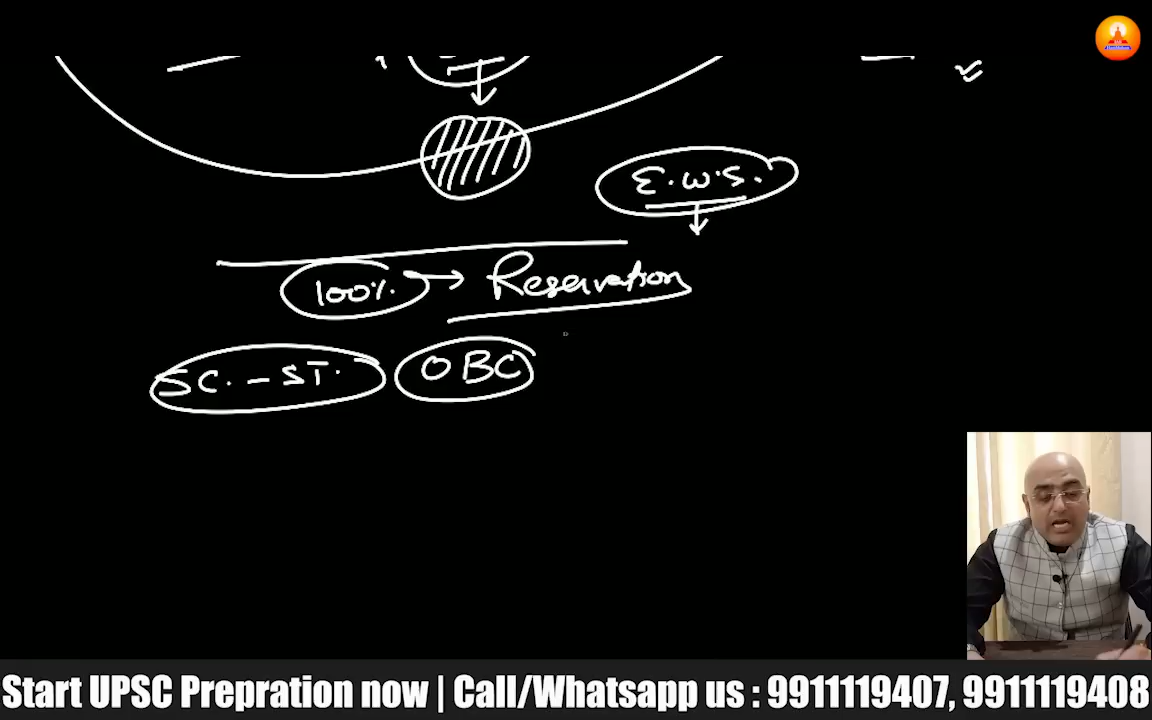 E.W.S.
100% → Reservation
SC. - ST. OBC
Start UPSC Prepration now | Call/Whatsapp us : 9911119407, 9911119408